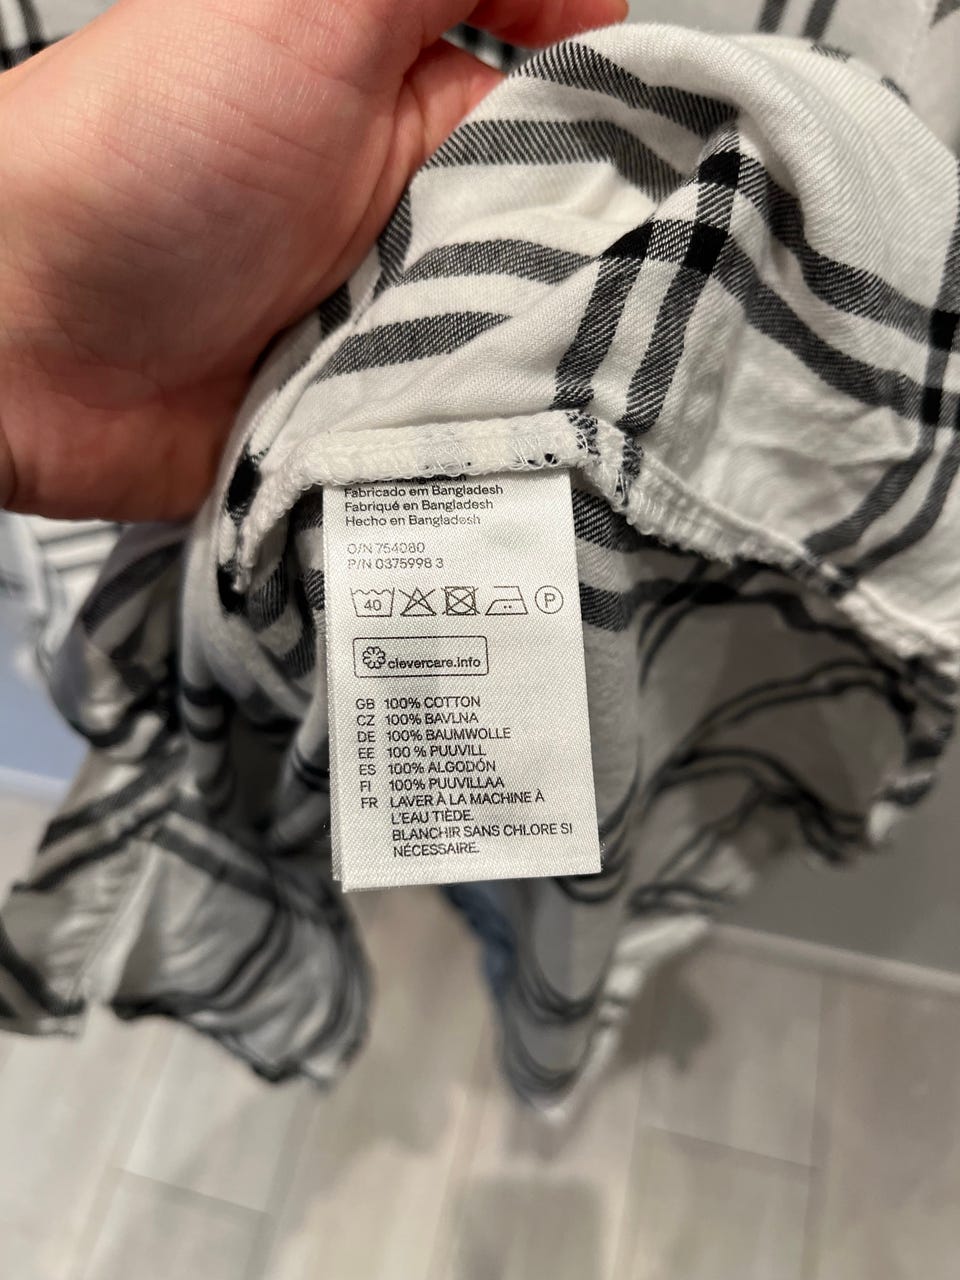 Fabricado em Bangladesh
Fabriqué en Bangladesh
Hecho en Bangladesh
O/N 754080
P/N 0375998 3
40 P
clevercare.info
GB 100% COTTON
CZ 100% BAVLNA
DE 100% BAUMWOLLE
EE 100 % PUUVILL
ES 100% ALGODÓN
FI 100% PUUVILLAA
FR LAVER À LA MACHINE À
L'EAU TIÈDE.
BLANCHIR SANS CHLORE SI
NÉCESSAIRE.